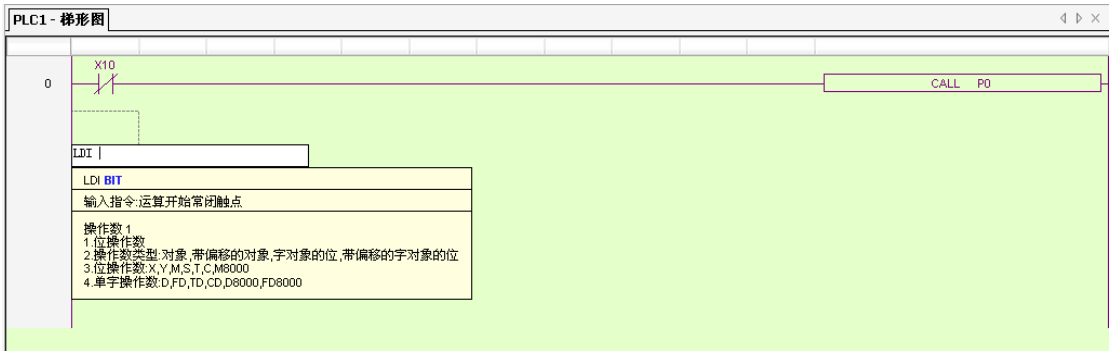 PLC1 - 梯形图
X10
0
CALL P0
LDI
LDI BIT
输入指令:运算开始常闭触点
操作数 1
1.位操作数
2.操作数类型:对象,带偏移的对象,字对象的位,带偏移的字对象的位
3.位操作数:X,Y,M,S,T,C,M8000
4.单字操作数:D,FD,TD,CD,D8000,FD8000